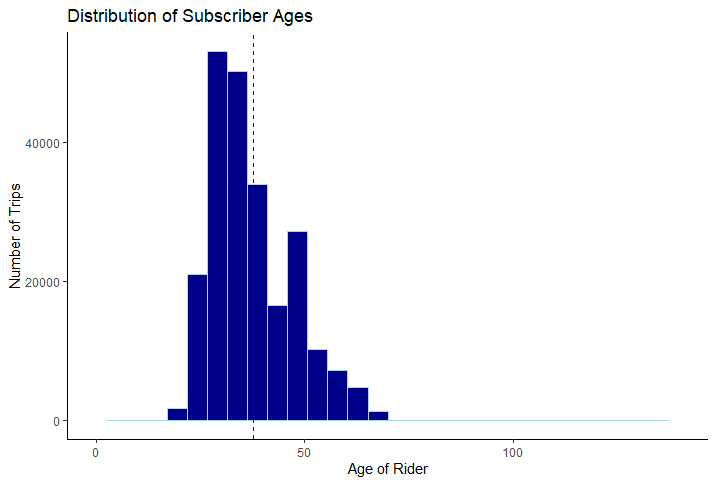 Distribution of Subscriber Ages
Number of Trips
40000
20000
0
0 50 100
Age of Rider